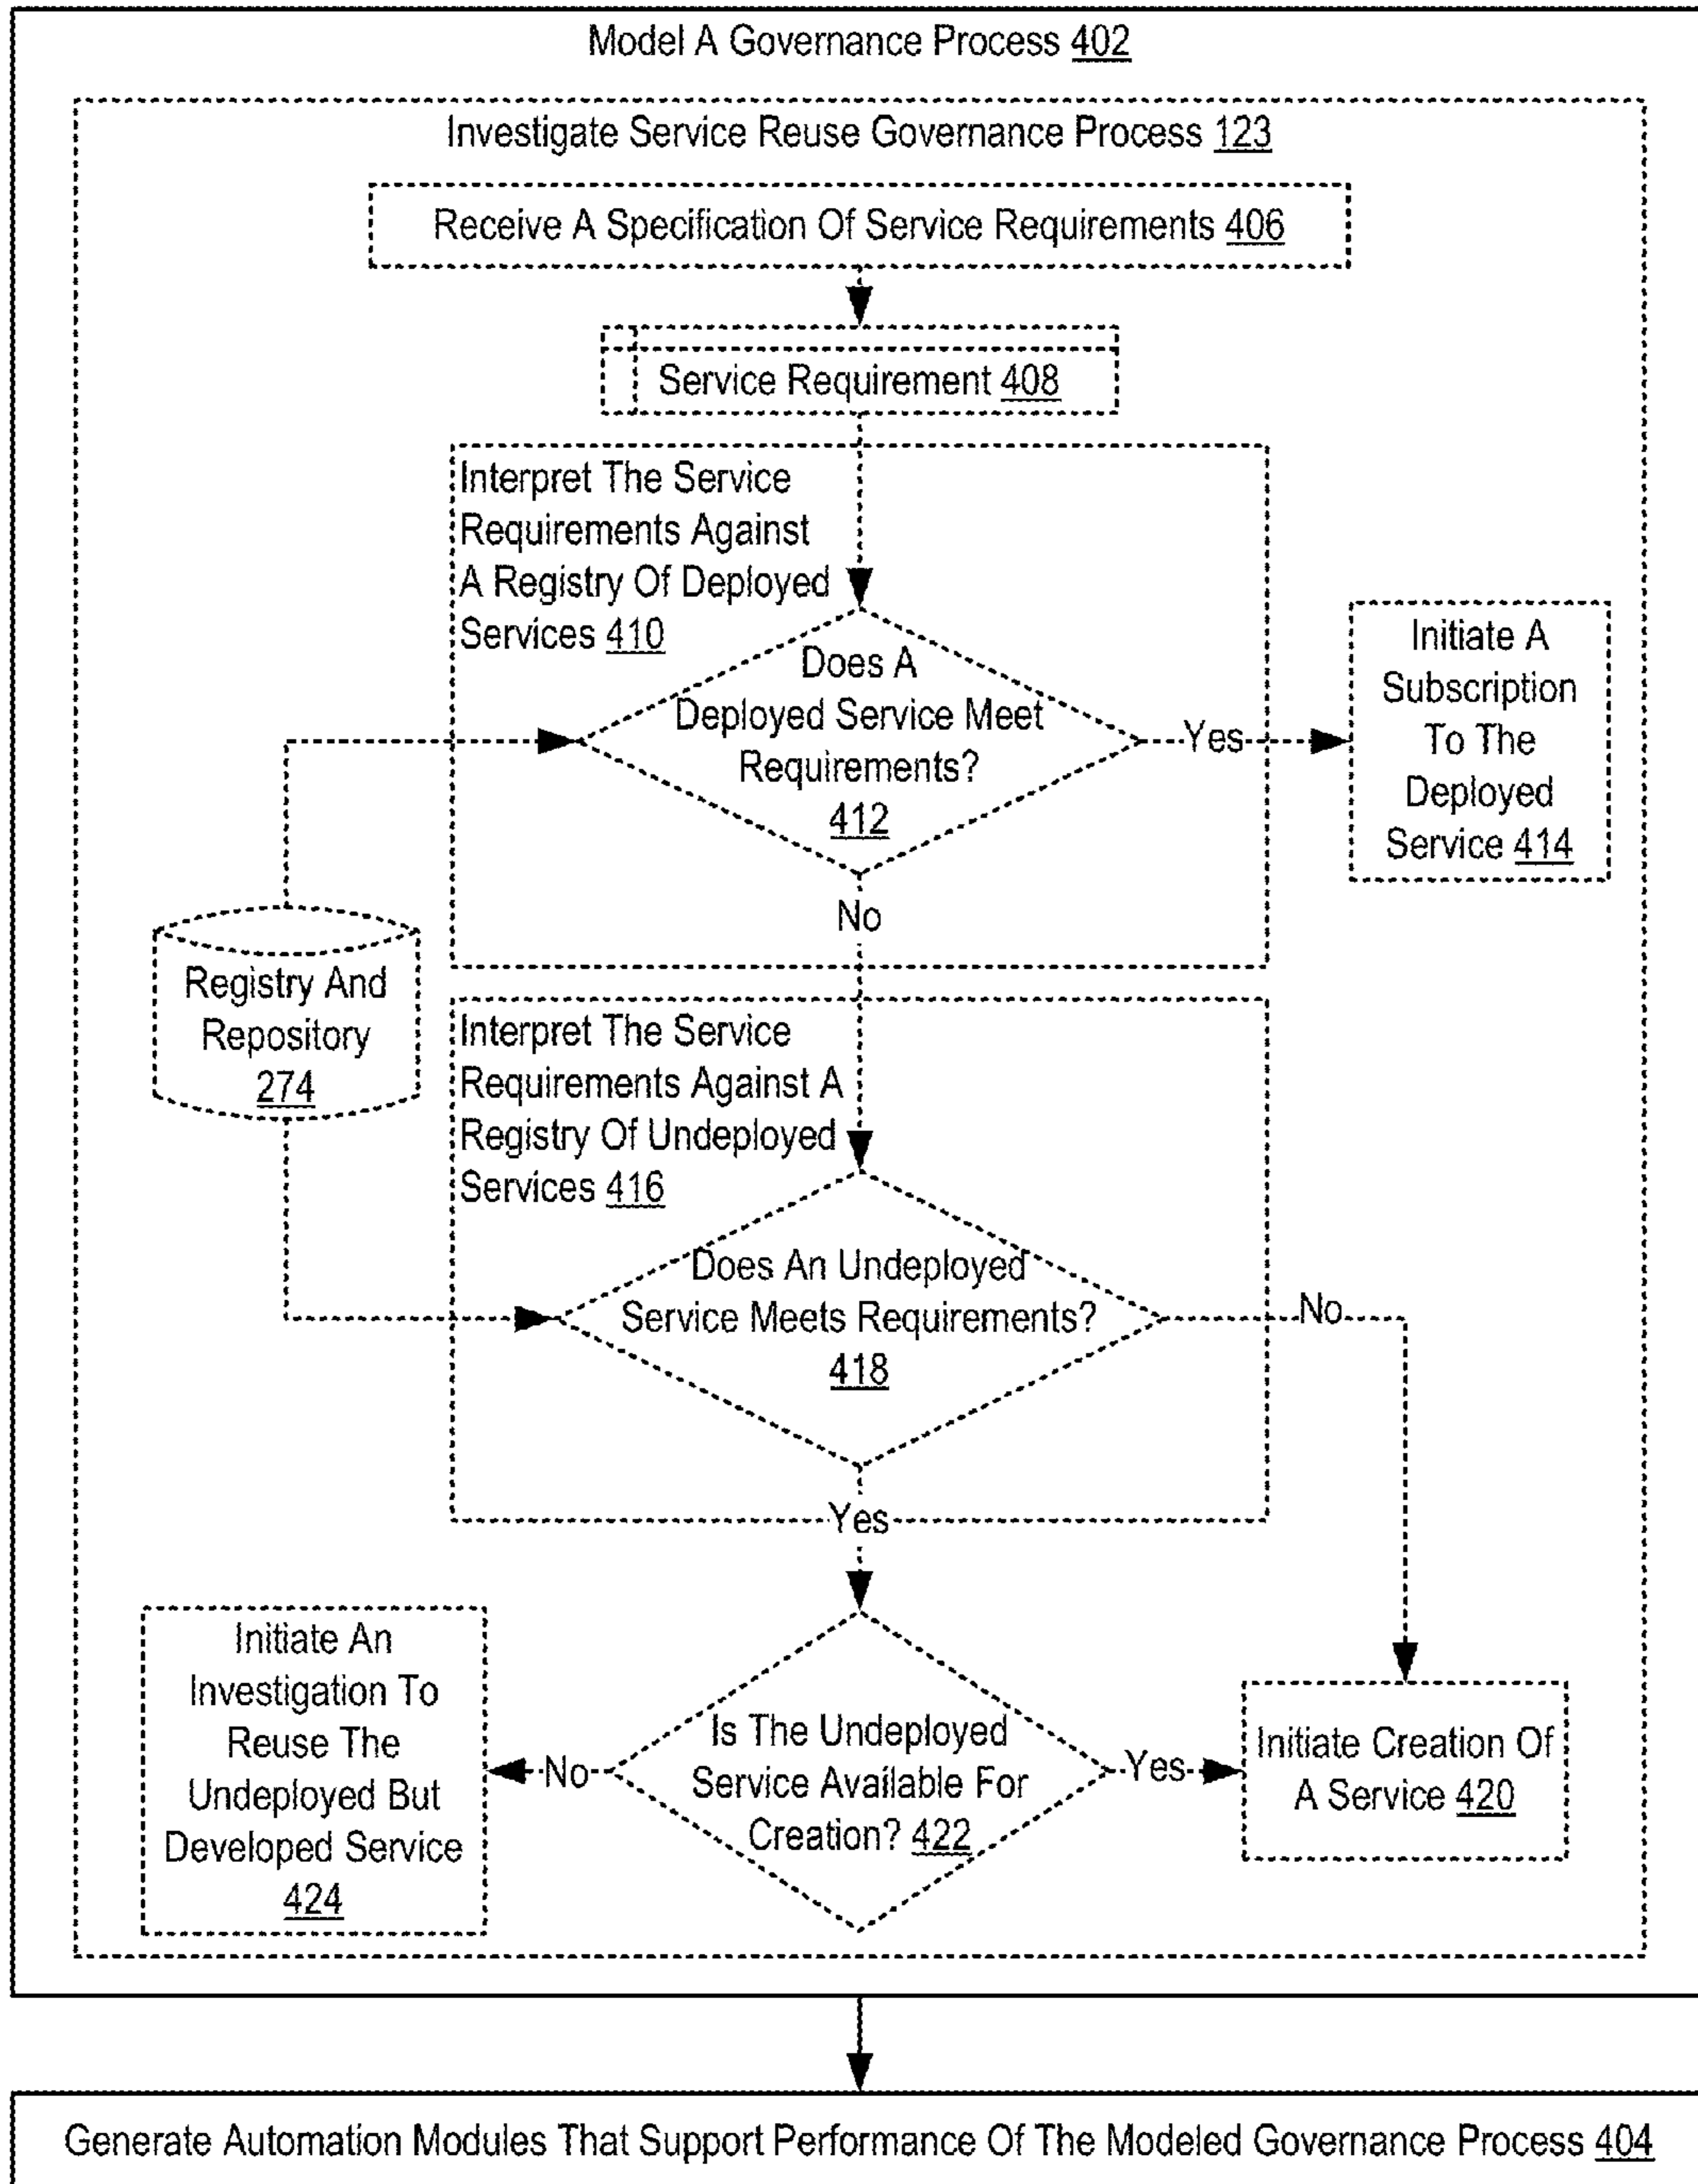 Model A Governance Process 402
Investigate Service Reuse Governance Process 123
Receive A Specification Of Service Requirements 406
Service Requirement 408
Interpret The Service
Requirements Against
A Registry Of Deployed
Services 410
Does A
Deployed Service Meet
Requirements?
412
Yes
Initiate A
Subscription
To The
Deployed
Service 414
No
Registry And
Repository
274
Interpret The Service
Requirements Against A
Registry Of Undeployed
Services 416
Does An Undeployed
Service Meets Requirements?
418
No
Yes
Initiate An
Investigation To
Reuse The
Undeployed But
Developed Service
424
No
Is The Undeployed
Service Available For
Creation? 422
Yes
Initiate Creation Of
A Service 420
Generate Automation Modules That Support Performance Of The Modeled Governance Process 404